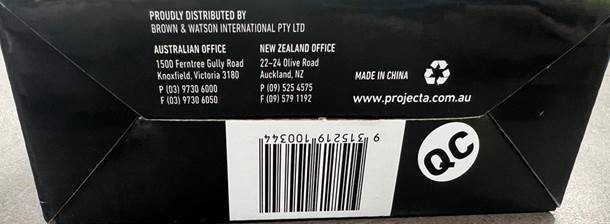 PROUDLY DISTRIBUTED BY
BROWN & WATSON INTERNATIONAL PTY LTD
AUSTRALIAN OFFICE
1500 Ferntree Gully Road
Knoxfield, Victoria 3180
P (03) 9730 6000
F (03) 9730 6050
NEW ZEALAND OFFICE
22-24 Olive Road
Auckland, NZ
P (09) 525 4575
F (09) 579 1192
MADE IN CHINA
www.projecta.com.au
9 315219 100344
QC